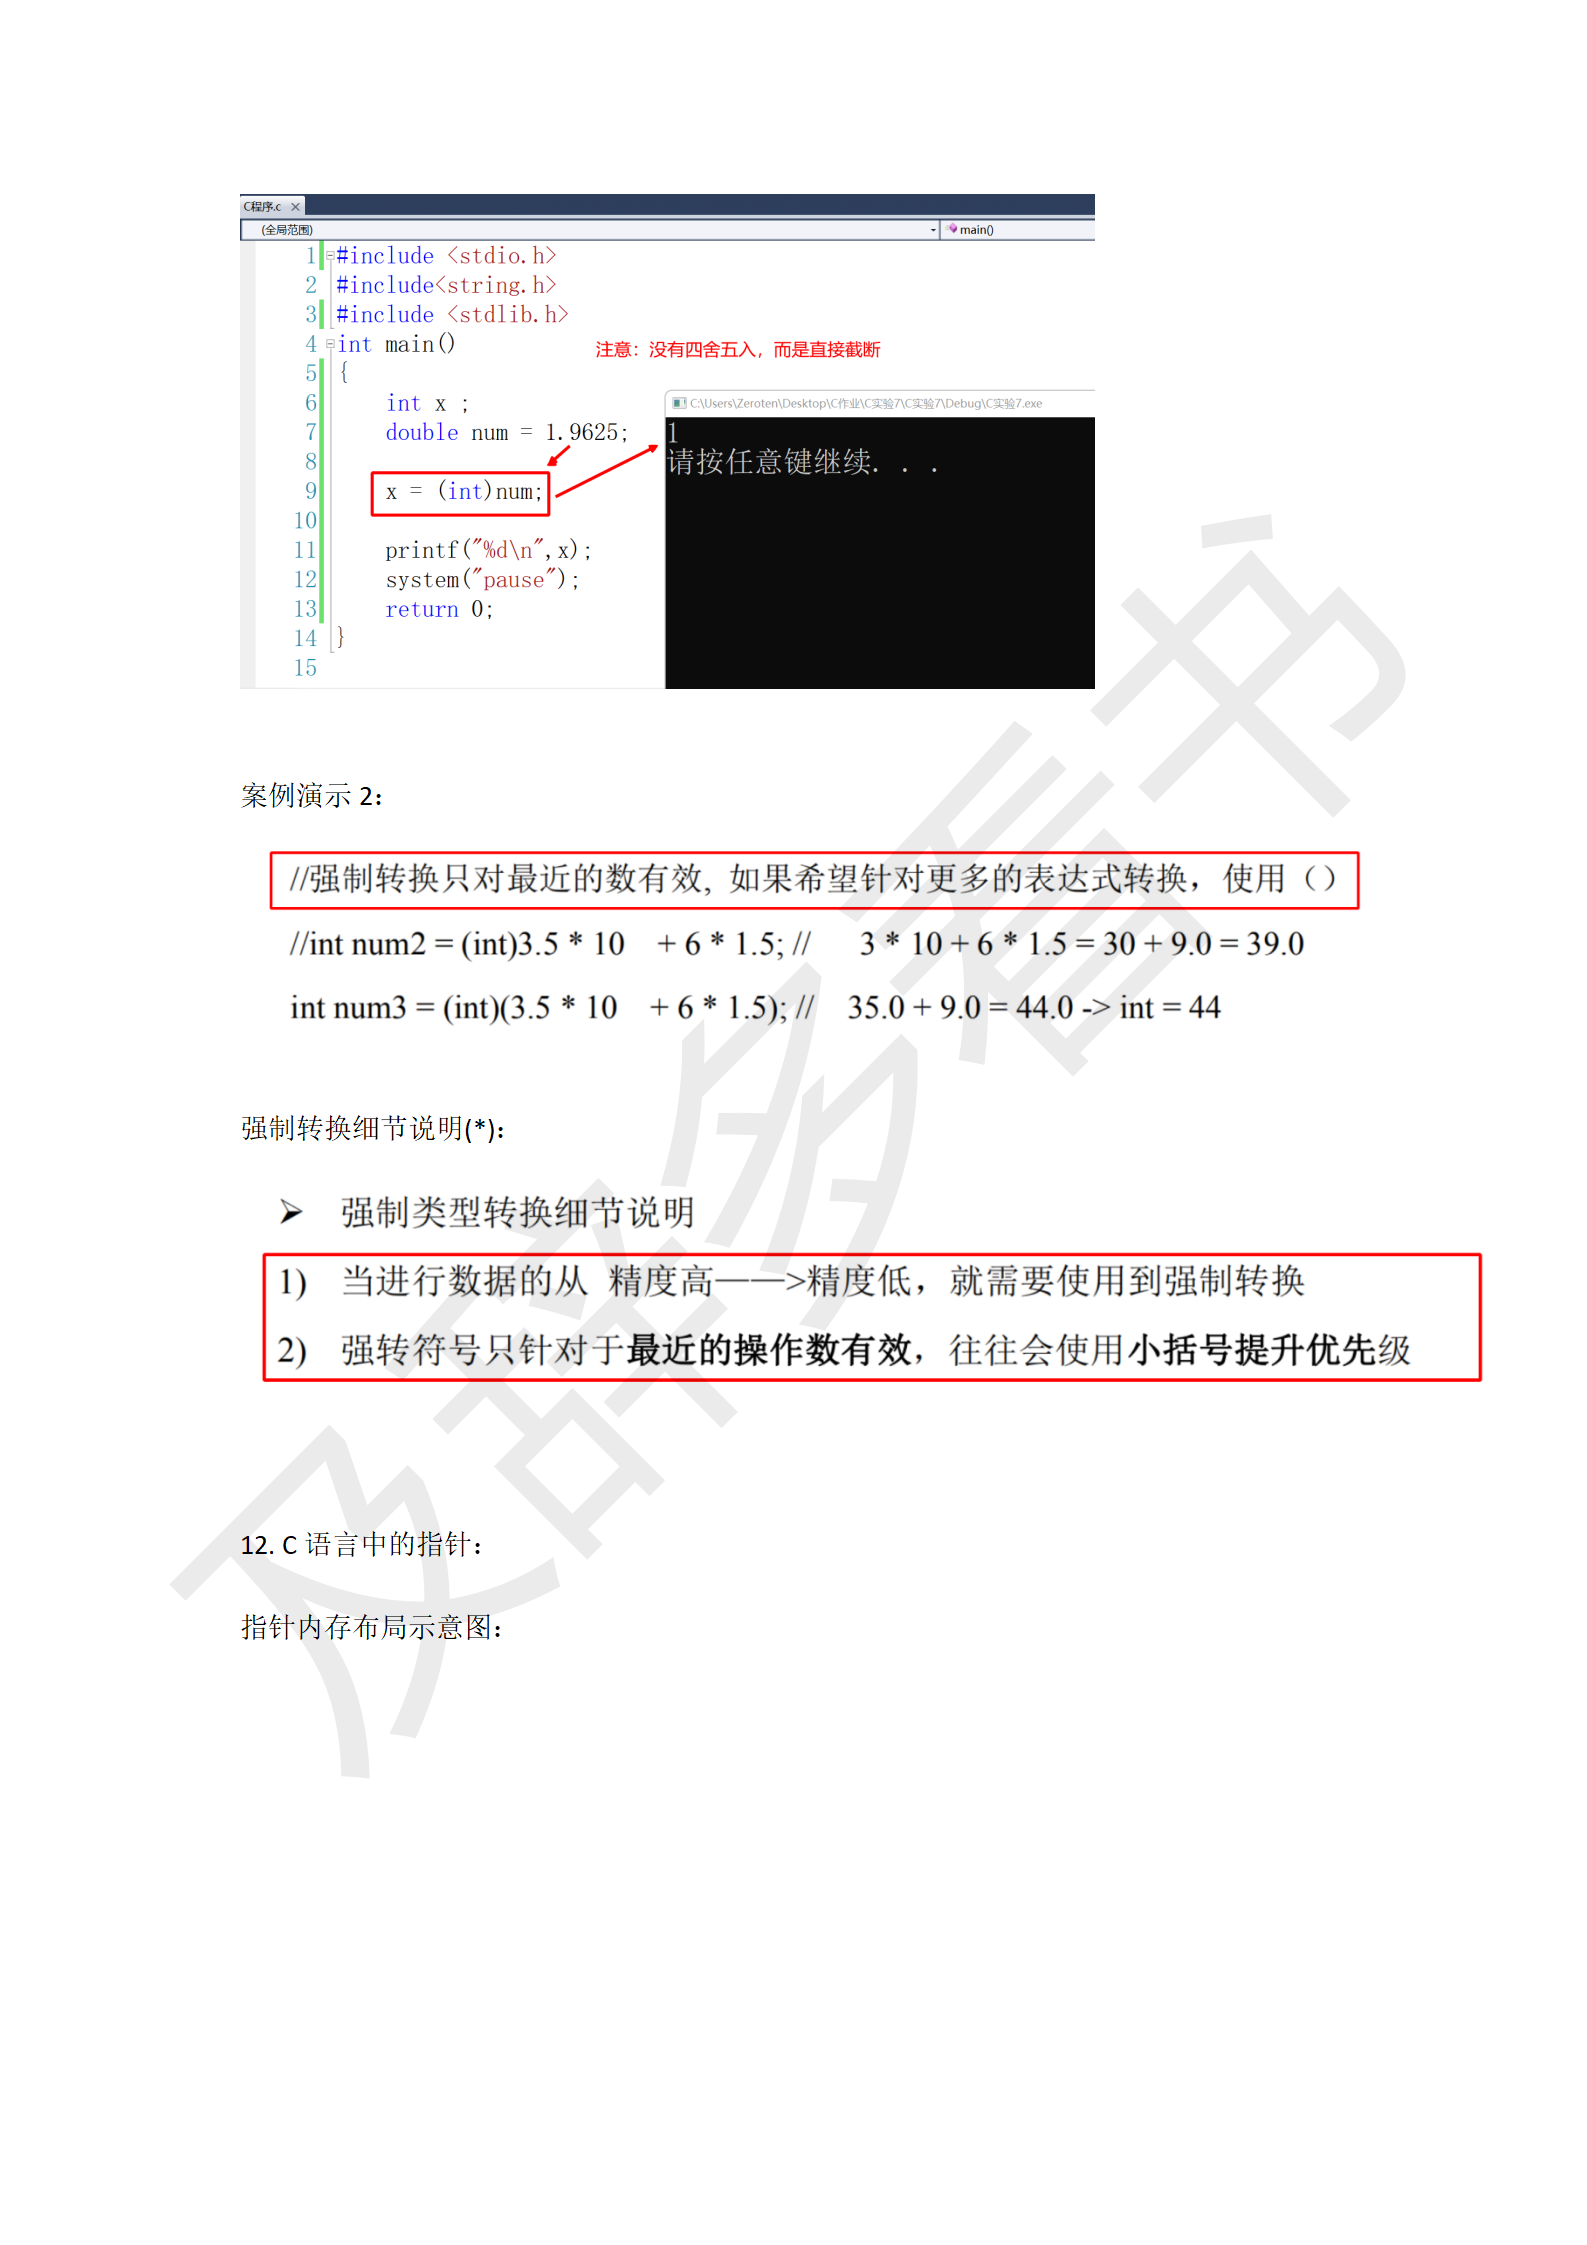 C程序.c ×
(全局范围) main()
1 #include <stdio.h>
2 #include<string.h>
3 #include <stdlib.h>
4 int main()
注意：没有四舍五入，而是直接截断
5 {
6 int x ;
7 double num = 1.9625;
8
9 x = (int)num;
10
11 printf("%d\n",x);
12 system("pause");
13 return 0;
14 }
15
C:\Users\Zeroten\Desktop\C作业\C实验7\C实验7\Debug\C实验7.exe
1
请按任意键继续. . .
案例演示 2：
//强制转换只对最近的数有效, 如果希望针对更多的表达式转换，使用（）
//int num2 = (int)3.5 * 10 + 6 * 1.5; // 3 * 10 + 6 * 1.5 = 30 + 9.0 = 39.0
int num3 = (int)(3.5 * 10 + 6 * 1.5); // 35.0 + 9.0 = 44.0 -> int = 44
强制转换细节说明(*)：
➢ 强制类型转换细节说明
1) 当进行数据的从 精度高——>精度低，就需要使用到强制转换
2) 强转符号只针对于最近的操作数有效，往往会使用小括号提升优先级
12. C 语言中的指针：
指针内存布局示意图：
及辞多看书